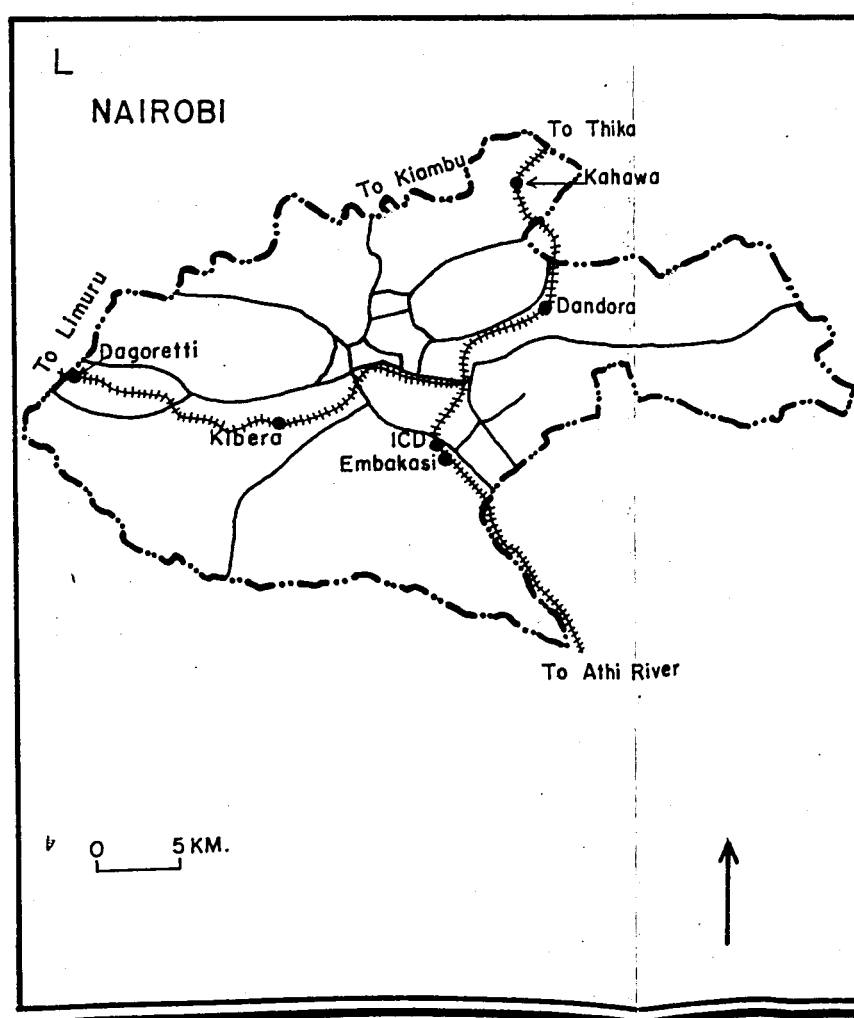 L
NAIROBI
To Thika
To Kiambu
Kahawa
To Limuru
Dandora
Dagoretti
Kibera
ICD
Embakasi
To Athi River
0 5 KM.